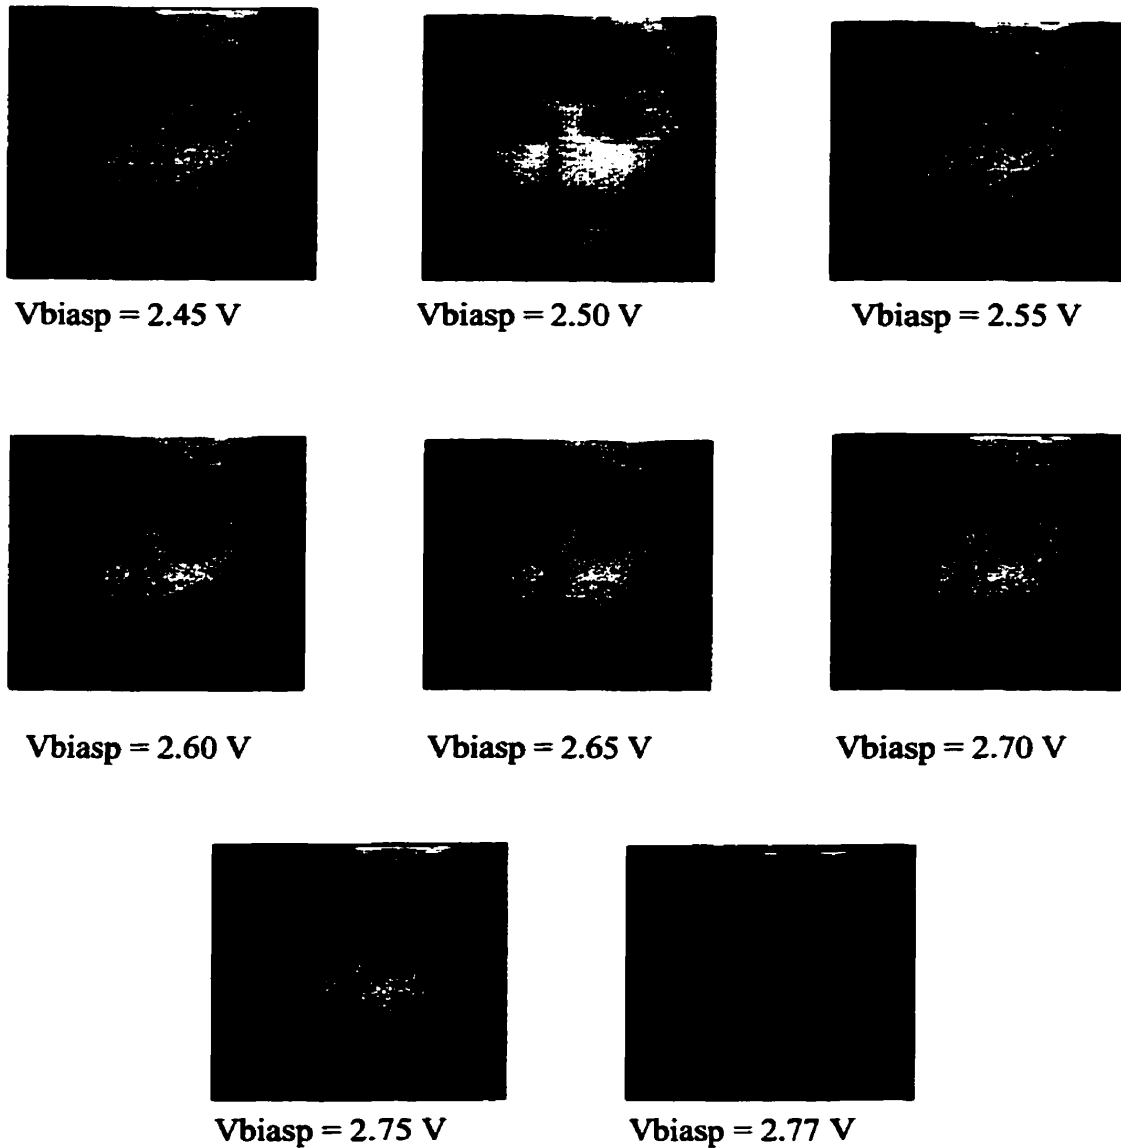 Vbiasp = 2.45 V
Vbiasp = 2.50 V
Vbiasp = 2.55 V
Vbiasp = 2.60 V
Vbiasp = 2.65 V
Vbiasp = 2.70 V
Vbiasp = 2.75 V
Vbiasp = 2.77 V